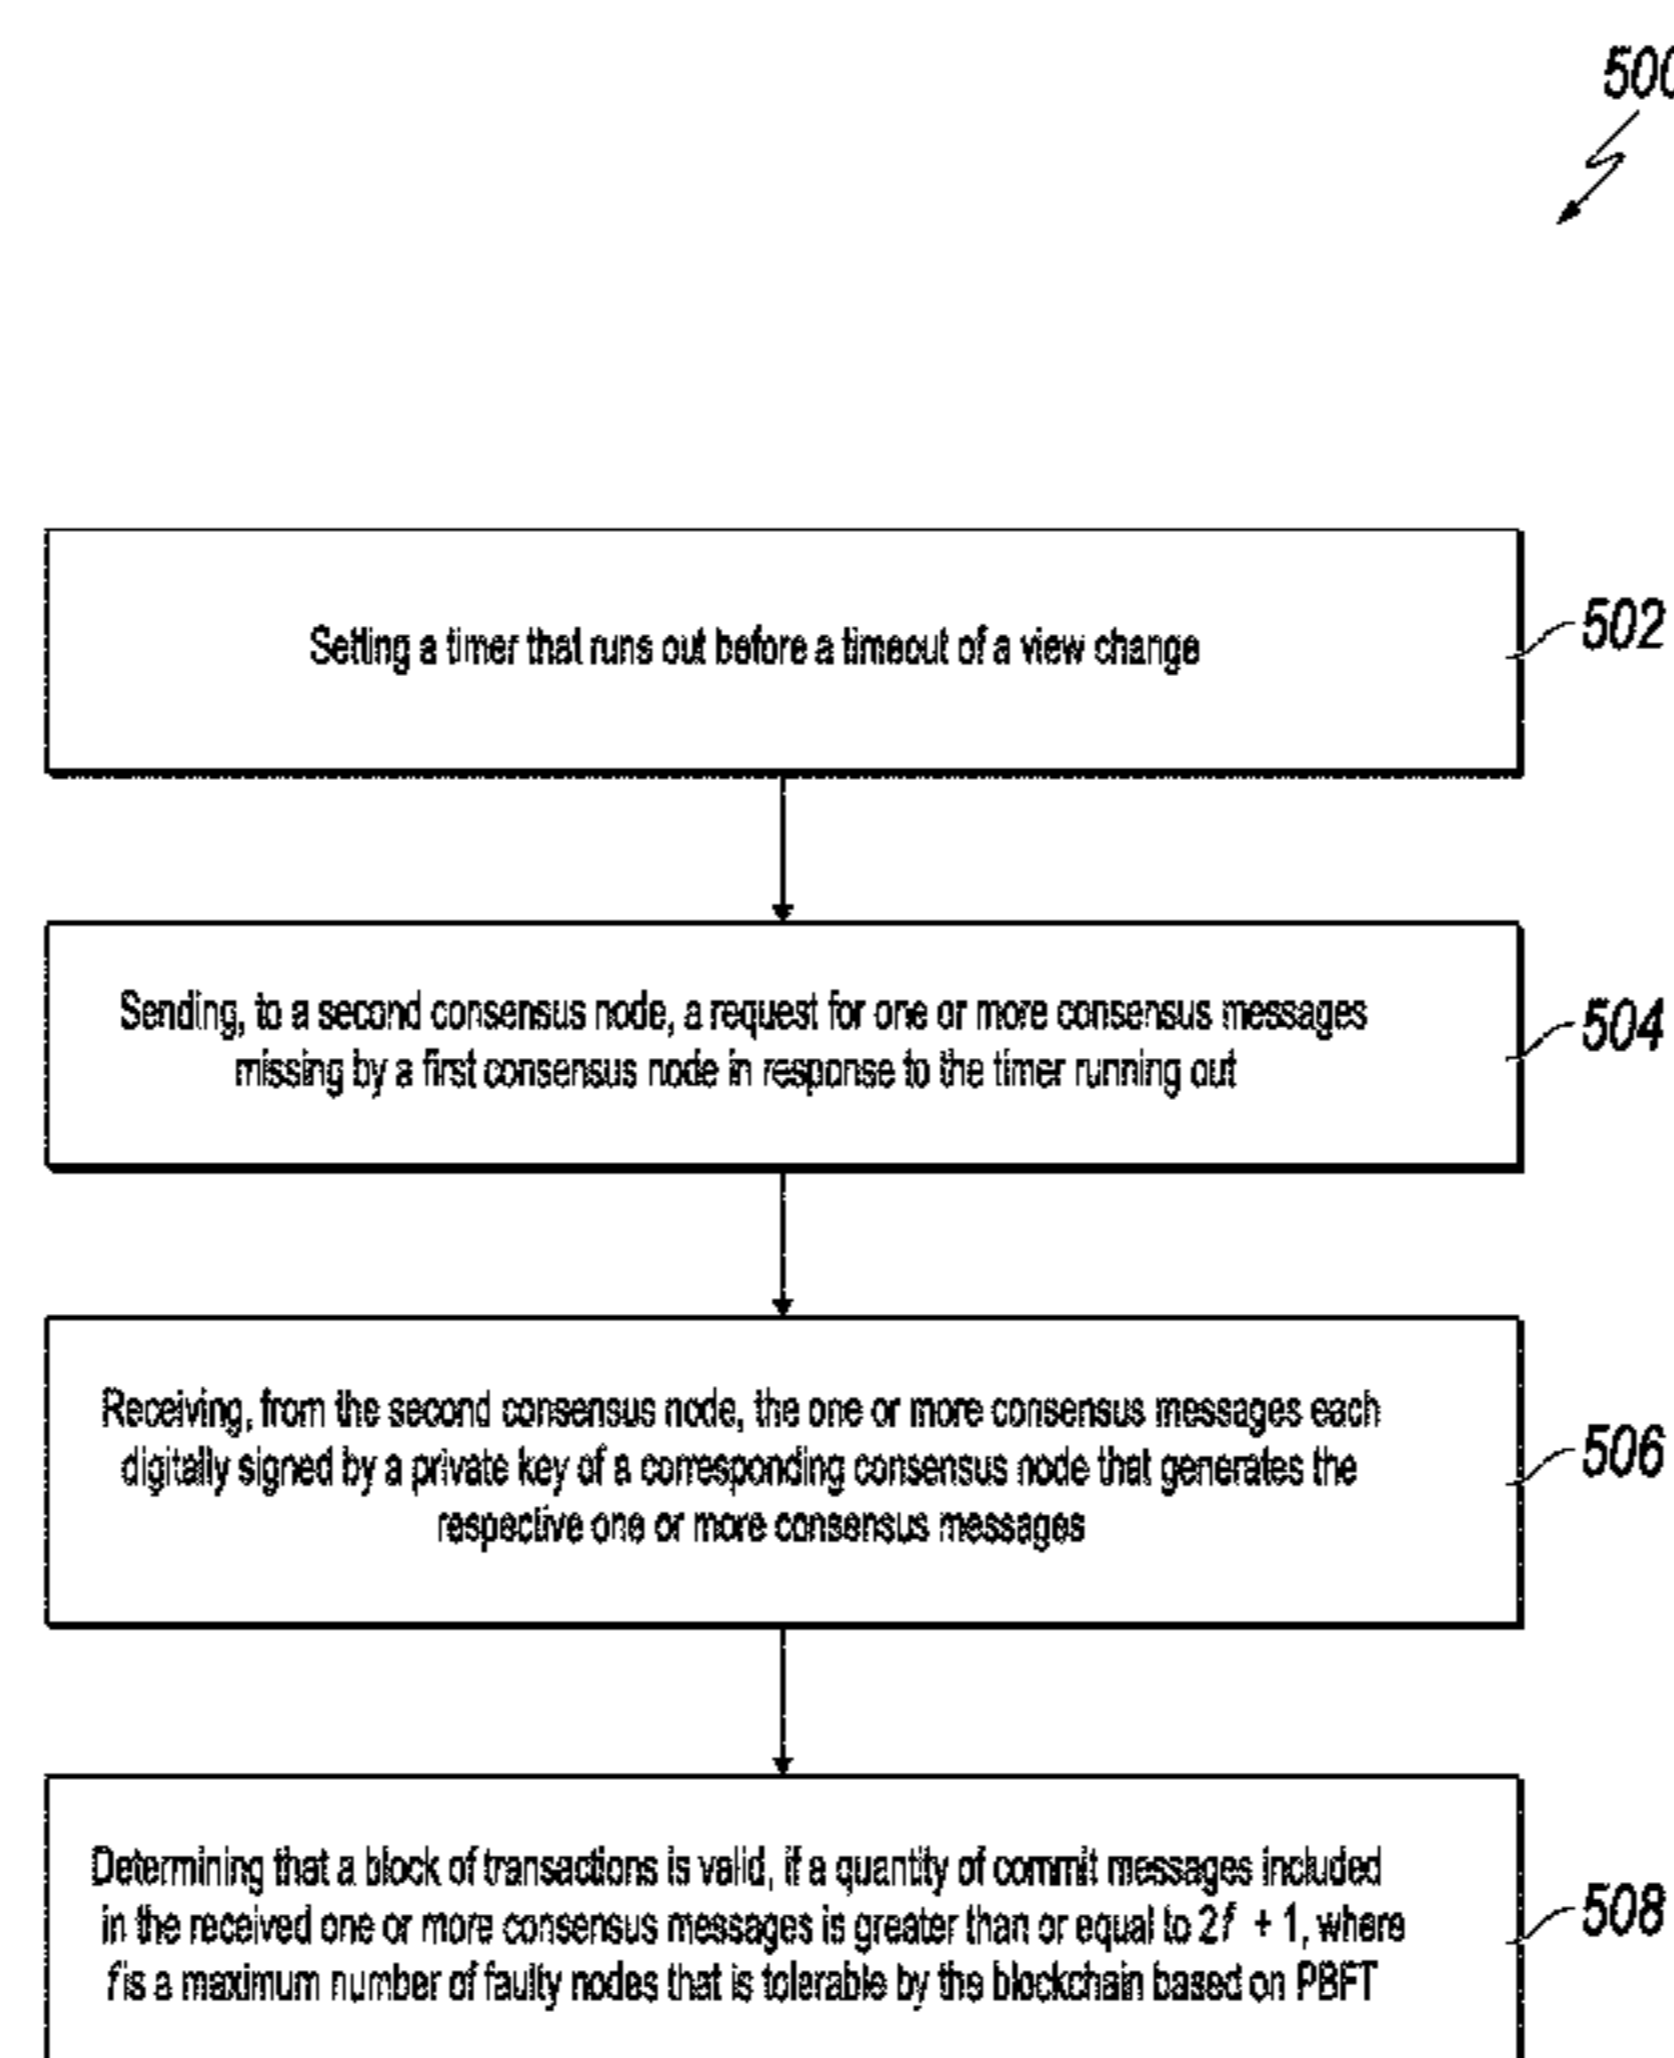 500
Setting a timer that runs out before a timeout of a view change
502
Sending, to a second consensus node, a request for one or more consensus messages
missing by a first consensus node in response to the timer running out
504
Receiving, from the second consensus node, the one or more consensus messages each
digitally signed by a private key of a corresponding consensus node that generates the
respective one or more consensus messages
506
Determining that a block of transactions is valid, if a quantity of commit messages included
in the received one or more consensus messages is greater than or equal to 2f + 1, where
f is a maximum number of faulty nodes that is tolerable by the blockchain based on PBFT
508